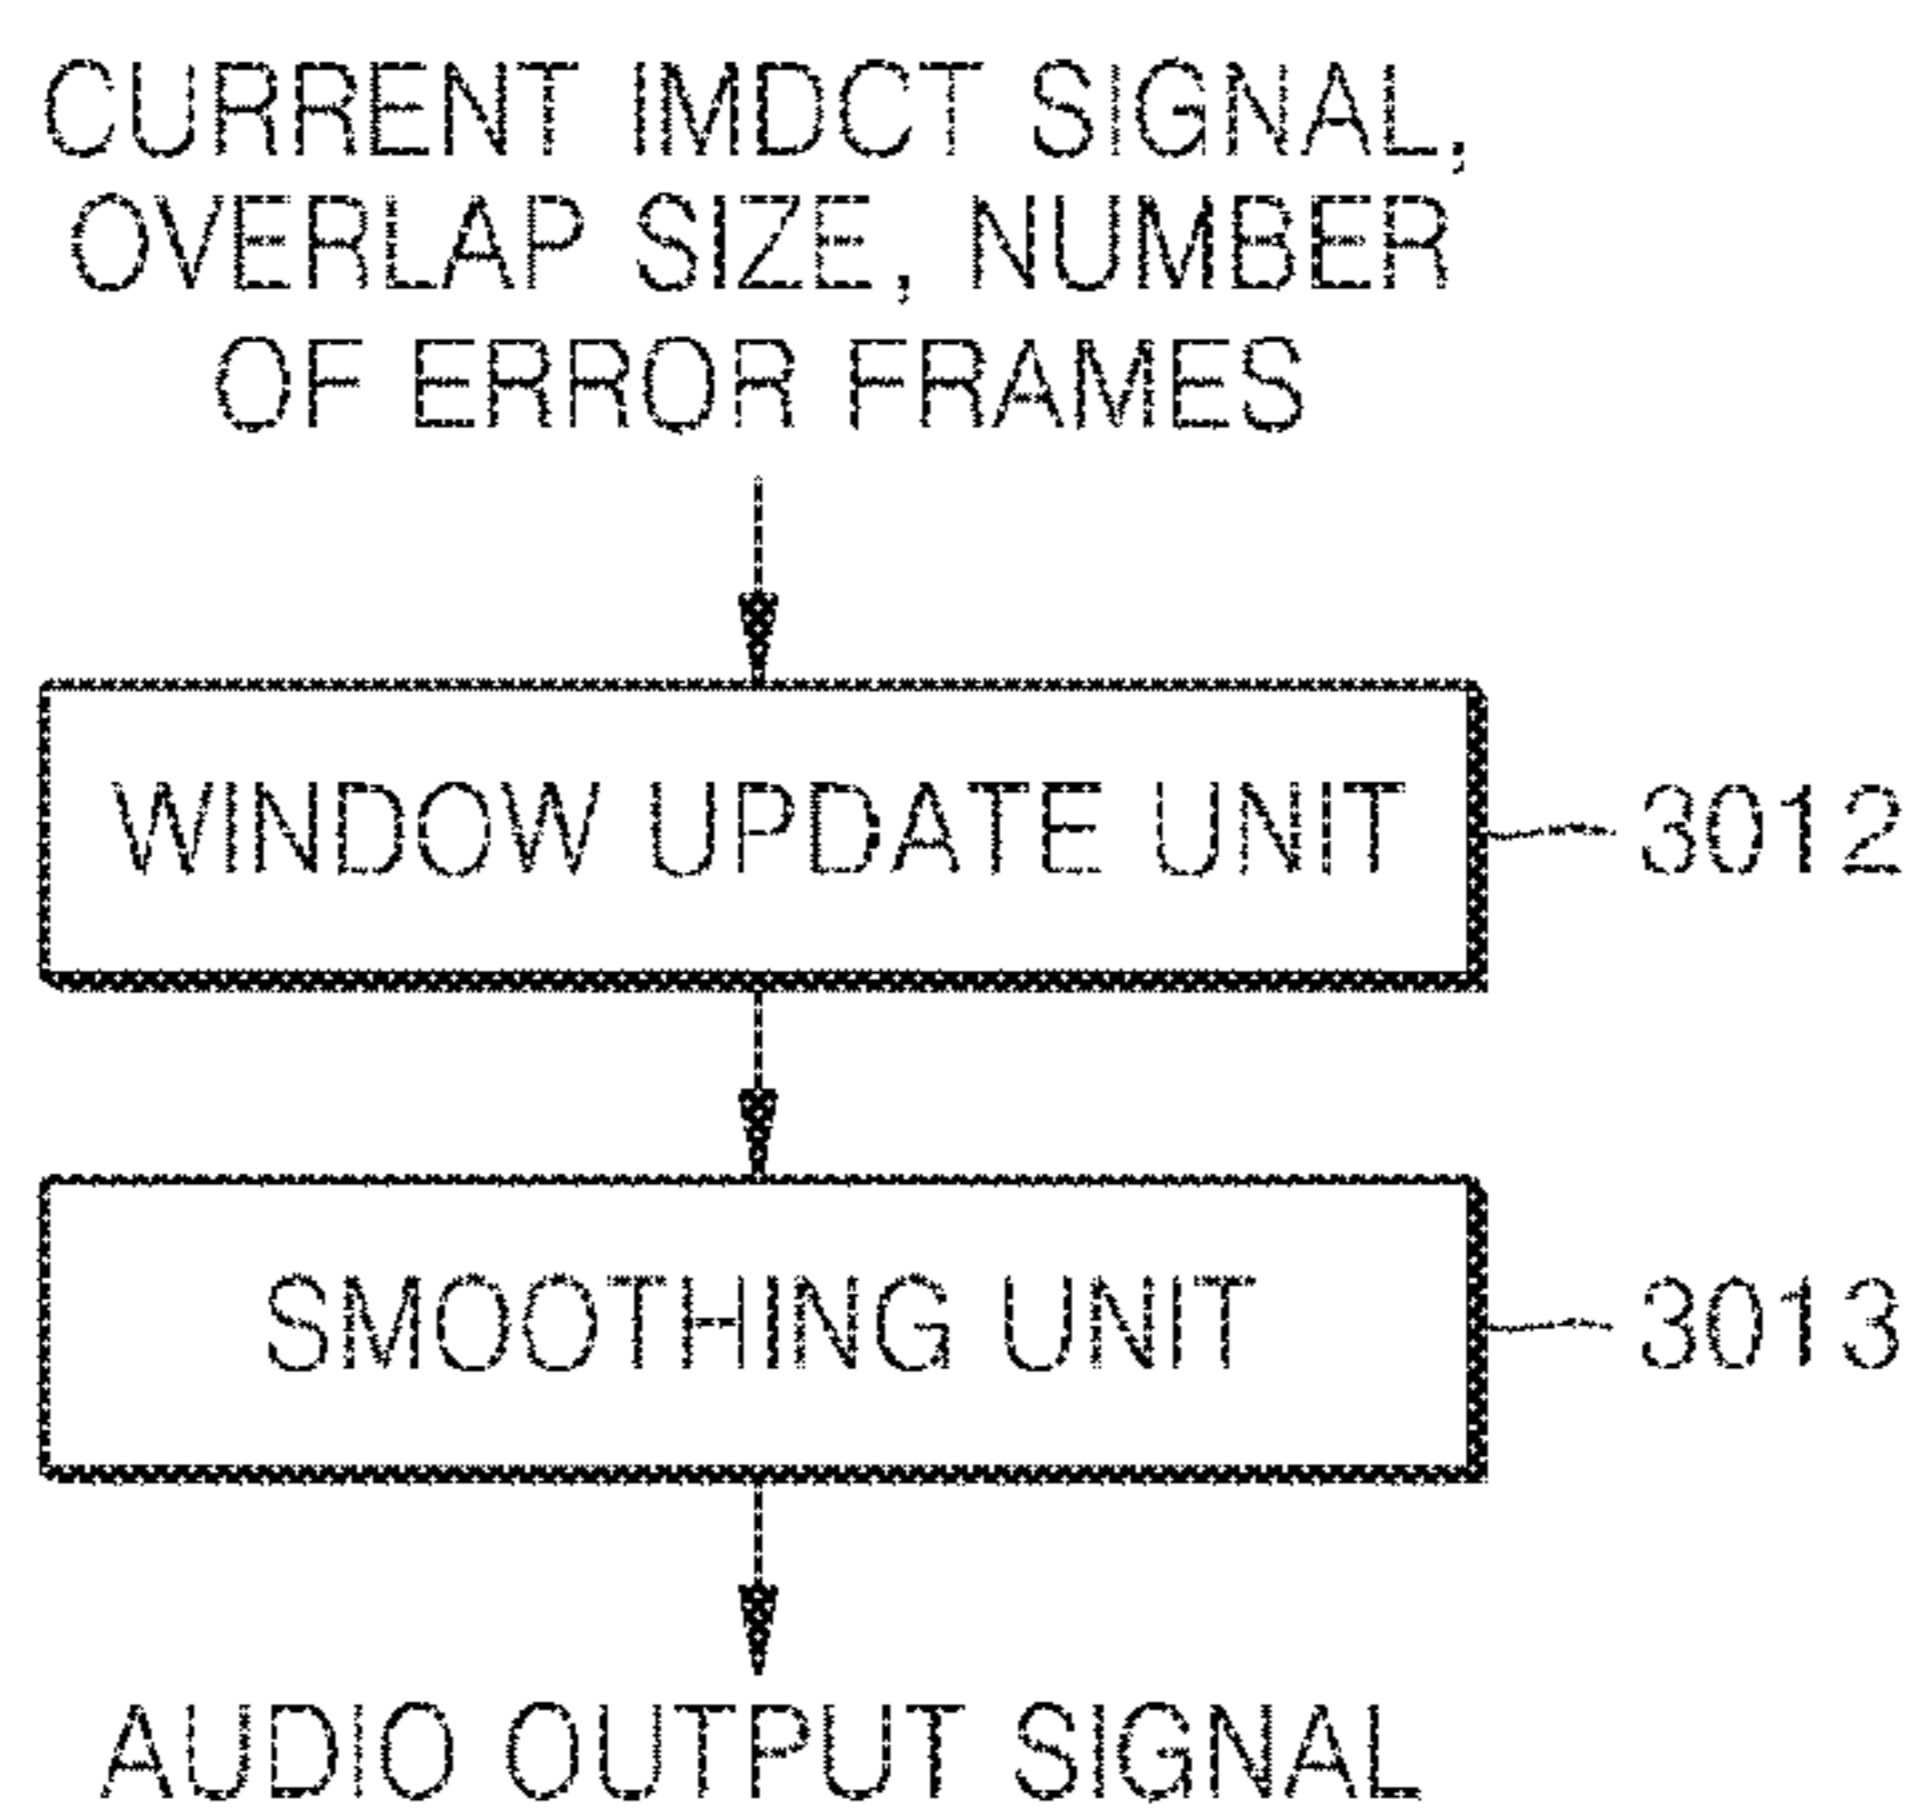 CURRENT IMDCT SIGNAL,
OVERLAP SIZE, NUMBER
OF ERROR FRAMES
WINDOW UPDATE UNIT
3012
SMOOTHING UNIT
3013
AUDIO OUTPUT SIGNAL